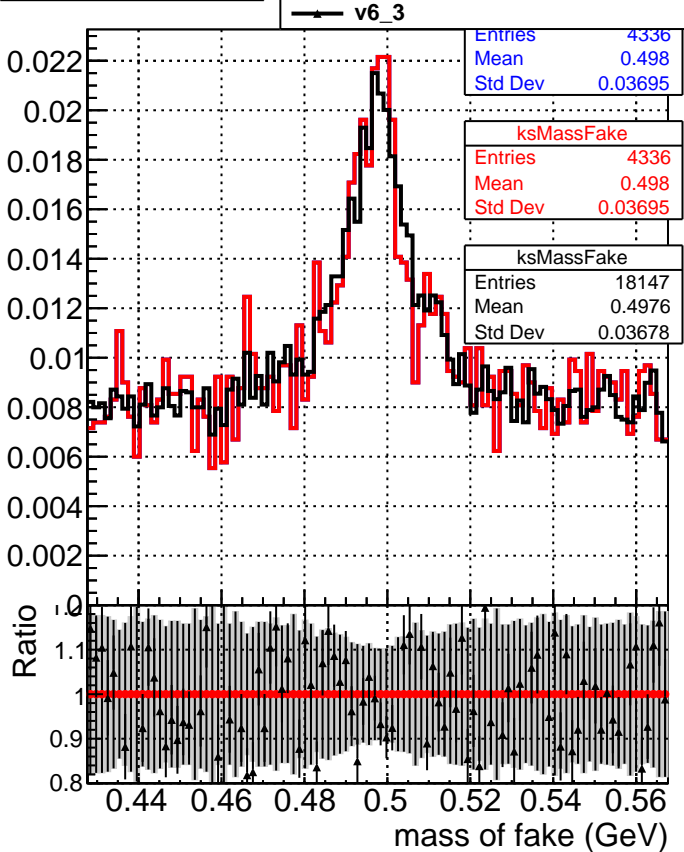 v6_3
Entries 4336
Mean 0.498
Std Dev 0.03695
ksMassFake
Entries 4336
Mean 0.498
Std Dev 0.03695
ksMassFake
Entries 18147
Mean 0.4976
Std Dev 0.03678
0.022
0.02
0.018
0.016
0.014
0.012
0.01
0.008
0.006
0.004
0.002
0
Ratio
1.2
1.1
1
0.9
0.8
0.44 0.46 0.48 0.5 0.52 0.54 0.56
mass of fake (GeV)